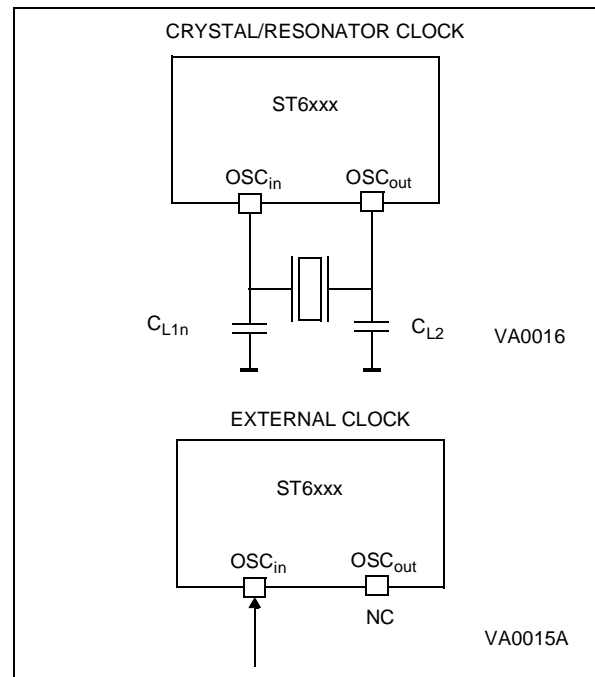 CRYSTAL/RESONATOR CLOCK
ST6xxx
OSCin OSCout
CL1n CL2 VA0016
EXTERNAL CLOCK
ST6xxx
OSCin OSCout
NC
VA0015A